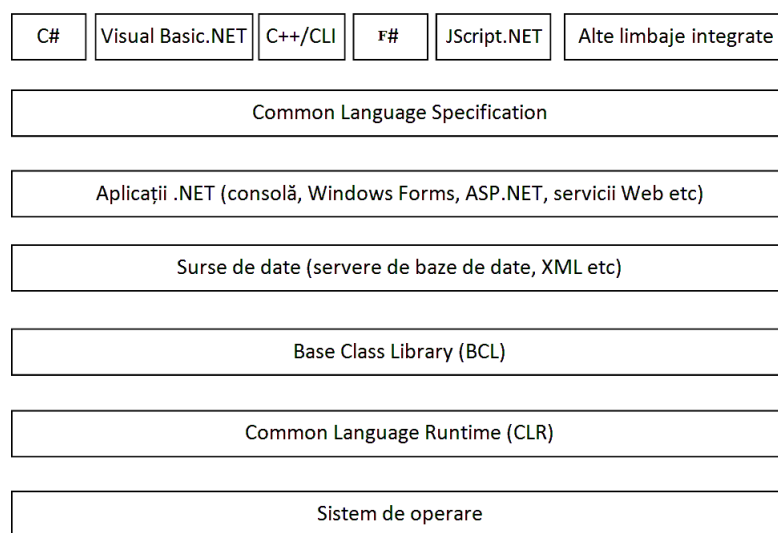 C# Visual Basic.NET C++/CLI F# JScript.NET Alte limbaje integrate
Common Language Specification
Aplicații .NET (consolă, Windows Forms, ASP.NET, servicii Web etc)
Surse de date (servere de baze de date, XML etc)
Base Class Library (BCL)
Common Language Runtime (CLR)
Sistem de operare